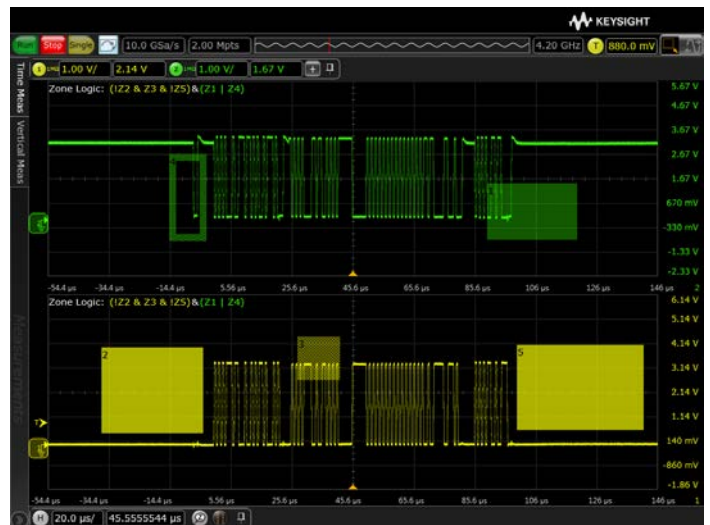 KEYSIGHT
Run Stop Single 10.0 GSa/s 2.00 Mpts 4.20 GHz T 880.0 mV
1 1.00 V/ 2.14 V 2 1.00 V/ 1.67 V +
Time Meas
Vertical Meas
Measurements
Zone Logic: (!Z2 & Z3 & !Z5)&(Z1 | Z4)
5.67 V
4.67 V
3.67 V
2.67 V
1.67 V
670 mV
-330 mV
-1.33 V
-2.33 V
-54.4 µs -34.4 µs -14.4 µs 5.56 µs 25.6 µs 45.6 µs 65.6 µs 85.6 µs 106 µs 126 µs 146 µs 2
Zone Logic: (!Z2 & Z3 & !Z5)&(Z1 | Z4)
6.14 V
5.14 V
4.14 V
3.14 V
2.14 V
1.14 V
140 mV
-860 mV
-1.86 V
2
3
5
T
-54.4 µs -34.4 µs -14.4 µs 5.56 µs 25.6 µs 45.6 µs 65.6 µs 85.6 µs 106 µs 126 µs 146 µs 1
H 20.0 µs/ 45.5555544 µs